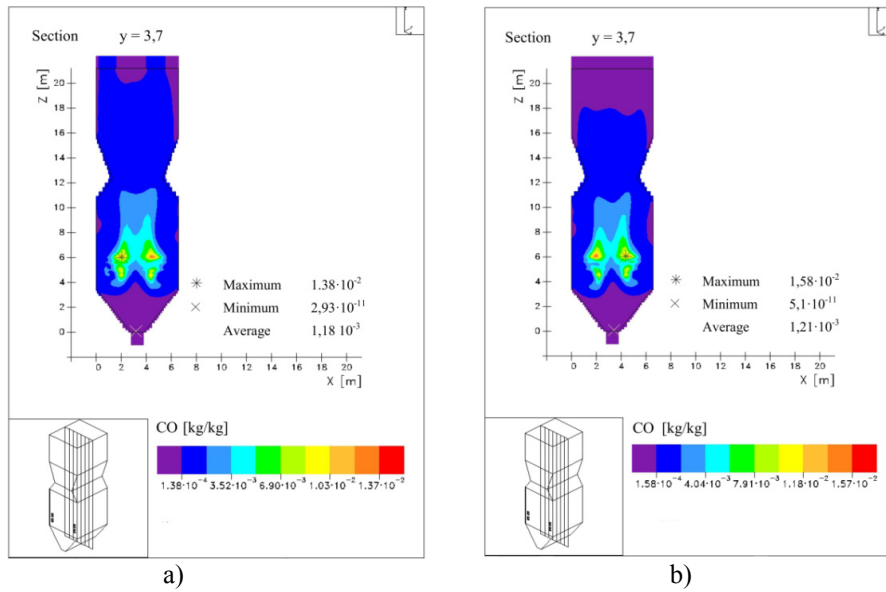 Section y = 3,7
Z [m]
20
18
16
14
12
10
8
6
4
2
0
Maximum 1.38·10⁻²
Minimum 2,93·10⁻¹¹
Average 1,18 10⁻³
0 2 4 6 8 10 12 14 16 18 20
X [m]
CO [kg/kg]
1.38·10⁻⁴ 3.52·10⁻³ 6.90·10⁻³ 1.03·10⁻² 1.37·10⁻²
a)
Section y = 3,7
Z [m]
20
18
16
14
12
10
8
6
4
2
0
Maximum 1,58·10⁻²
Minimum 5,1·10⁻¹¹
Average 1,21·10⁻³
0 2 4 6 8 10 12 14 16 18 20
X [m]
CO [kg/kg]
1.58·10⁻⁴ 4.04·10⁻³ 7.91·10⁻³ 1.18·10⁻² 1.57·10⁻²
b)